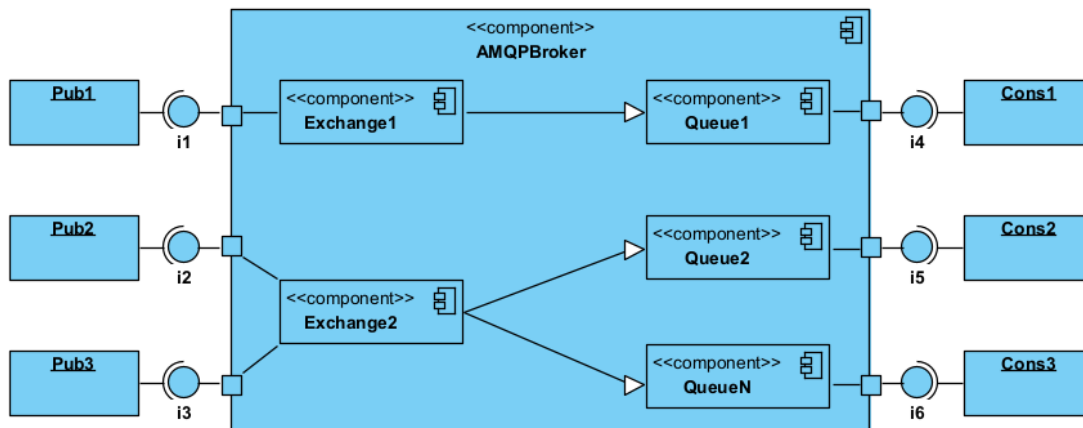 <<component>>
AMQPBroker
Pub1
i1
<<component>>
Exchange1
<<component>>
Queue1
i4
Cons1
Pub2
i2
<<component>>
Queue2
i5
Cons2
<<component>>
Exchange2
Pub3
i3
<<component>>
QueueN
i6
Cons3